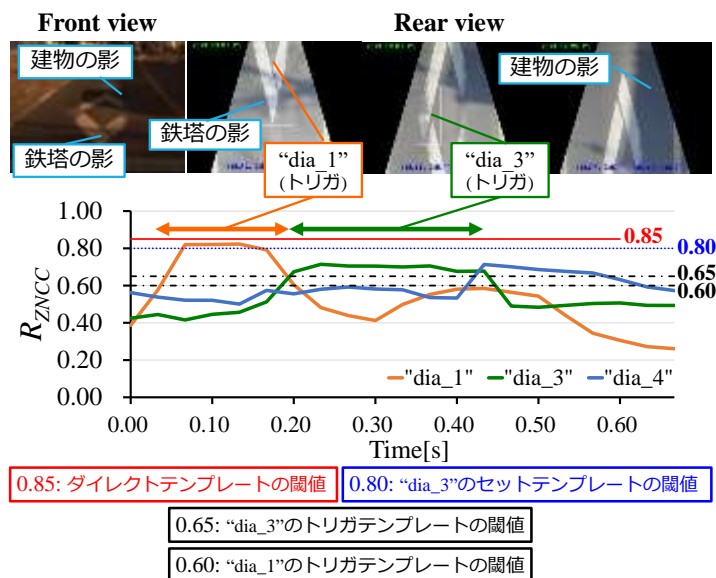 Front view
Rear view
建物の影
鉄塔の影
鉄塔の影
建物の影
“dia_1”
(トリガ)
“dia_3”
(トリガ)
R_ZNCC
1.00
0.80
0.60
0.40
0.20
0.00
0.85
0.80
0.65
0.60
"dia_1"
"dia_3"
"dia_4"
0.00 0.10 0.20 0.30 0.40 0.50 0.60
Time[s]
0.85: ダイレクトテンプレートの閾値
0.80: “dia_3”のセットテンプレートの閾値
0.65: “dia_3”のトリガテンプレートの閾値
0.60: “dia_1”のトリガテンプレートの閾値